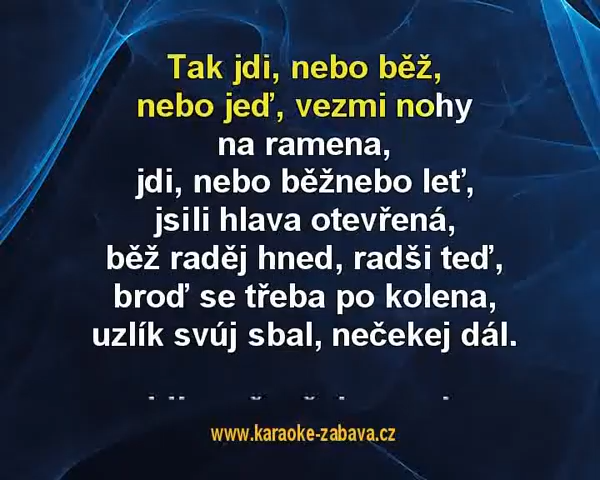 Tak jdi, nebo běž,
nebo jeď, vezmi nohy
na ramena,
jdi, nebo běžnebo leť,
jsili hlava otevřená,
běž raděj hned, radši teď,
broď se třeba po kolena,
uzlík svúj sbal, nečekej dál.
www.karaoke-zabava.cz